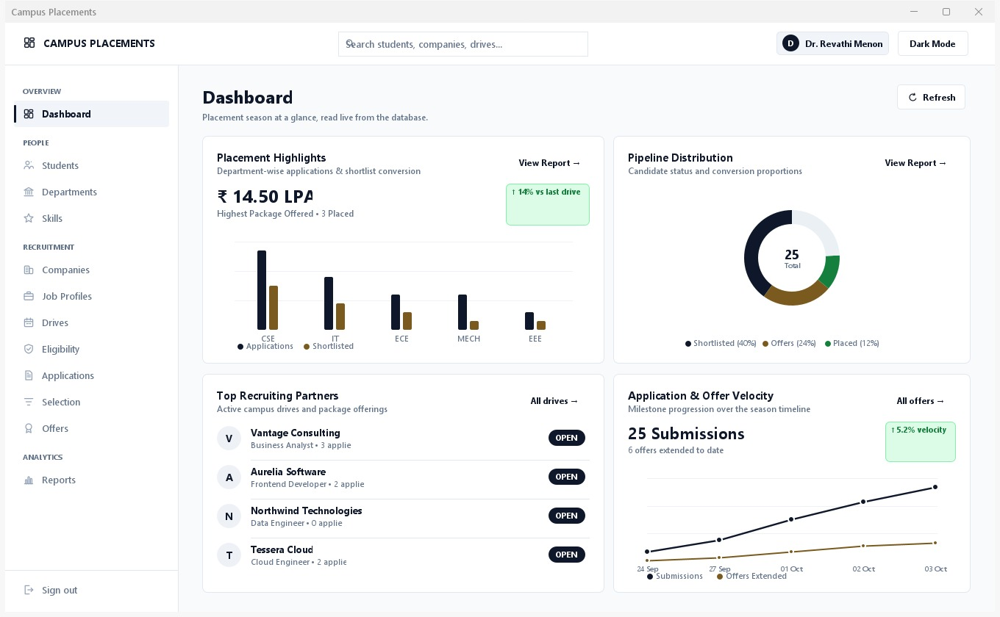 Campus Placements
CAMPUS PLACEMENTS
Search students, companies, drives...
D Dr. Revathi Menon
Dark Mode
OVERVIEW
Dashboard
PEOPLE
Students
Departments
Skills
RECRUITMENT
Companies
Job Profiles
Drives
Eligibility
Applications
Selection
Offers
ANALYTICS
Reports
Sign out
Dashboard
Placement season at a glance, read live from the database.
Refresh
Placement Highlights
Department-wise applications & shortlist conversion
View Report →
₹ 14.50 LPA
Highest Package Offered • 3 Placed
↑ 14% vs last drive
CSE IT ECE MECH EEE
Applications Shortlisted
Pipeline Distribution
Candidate status and conversion proportions
View Report →
25
Total
Shortlisted (40%) Offers (24%) Placed (12%)
Top Recruiting Partners
Active campus drives and package offerings
All drives →
V
Vantage Consulting
Business Analyst • 3 applie
OPEN
A
Aurelia Software
Frontend Developer • 2 applie
OPEN
N
Northwind Technologies
Data Engineer • 0 applie
OPEN
T
Tessera Cloud
Cloud Engineer • 2 applie
OPEN
Application & Offer Velocity
Milestone progression over the season timeline
All offers →
25 Submissions
6 offers extended to date
↑ 5.2% velocity
24 Sep 27 Sep 01 Oct 02 Oct 03 Oct
Submissions Offers Extended